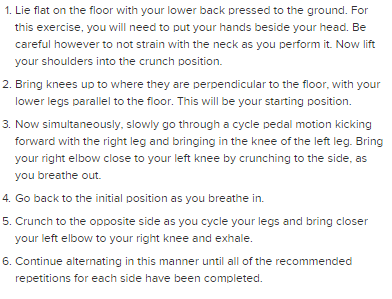 1. Lie flat on the floor with your lower back pressed to the ground. For
this exercise, you will need to put your hands beside your head. Be
careful however to not strain with the neck as you perform it. Now lift
your shoulders into the crunch position.
2. Bring knees up to where they are perpendicular to the floor, with your
lower legs parallel to the floor. This will be your starting position.
3. Now simultaneously, slowly go through a cycle pedal motion kicking
forward with the right leg and bringing in the knee of the left leg. Bring
your right elbow close to your left knee by crunching to the side, as
you breathe out.
4. Go back to the initial position as you breathe in.
5. Crunch to the opposite side as you cycle your legs and bring closer
your left elbow to your right knee and exhale.
6. Continue alternating in this manner until all of the recommended
repetitions for each side have been completed.